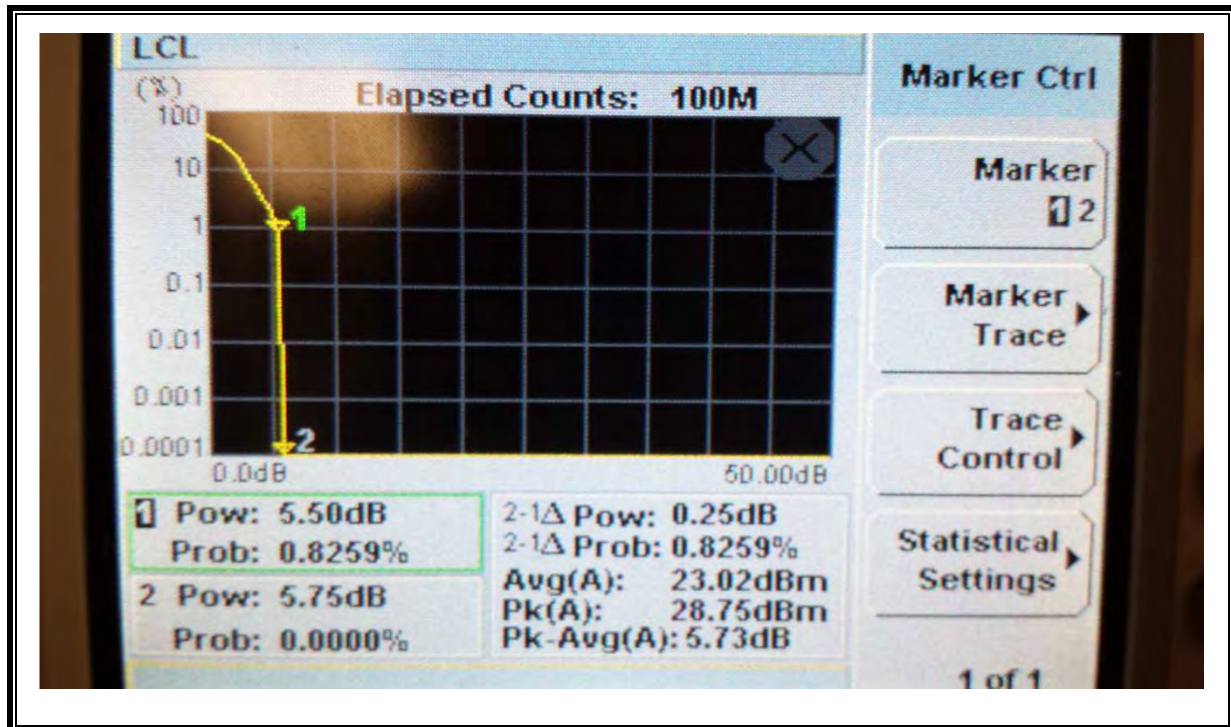 LCL
(%)
Elapsed Counts: 100M
100
10
1
0.1
0.01
0.001
0.0001
1
2
0.0dB
50.00dB
1 Pow: 5.50dB
Prob: 0.8259%
2 Pow: 5.75dB
Prob: 0.0000%
2-1Δ Pow: 0.25dB
2-1Δ Prob: 0.8259%
Avg(A): 23.02dBm
Pk(A): 28.75dBm
Pk-Avg(A): 5.73dB
Marker Ctrl
Marker
1 2
Marker
Trace
Trace
Control
Statistical
Settings
1 of 1